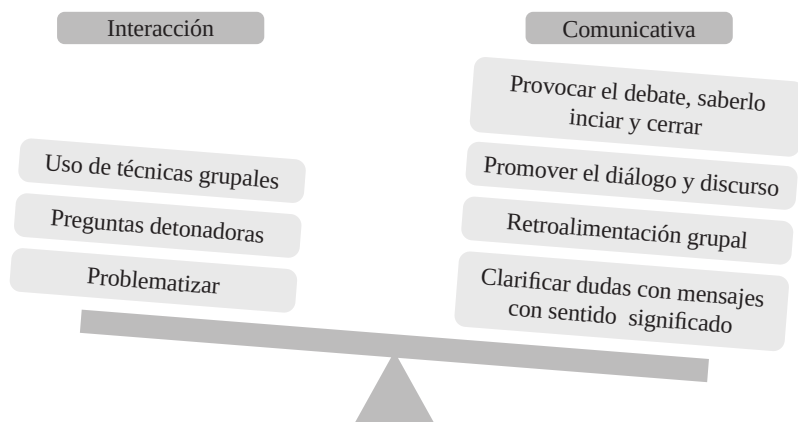 Interacción
Comunicativa
Uso de técnicas grupales
Preguntas detonadoras
Problematizar
Provocar el debate, saberlo
inciar y cerrar
Promover el diálogo y discurso
Retroalimentación grupal
Clarificar dudas con mensajes
con sentido significado